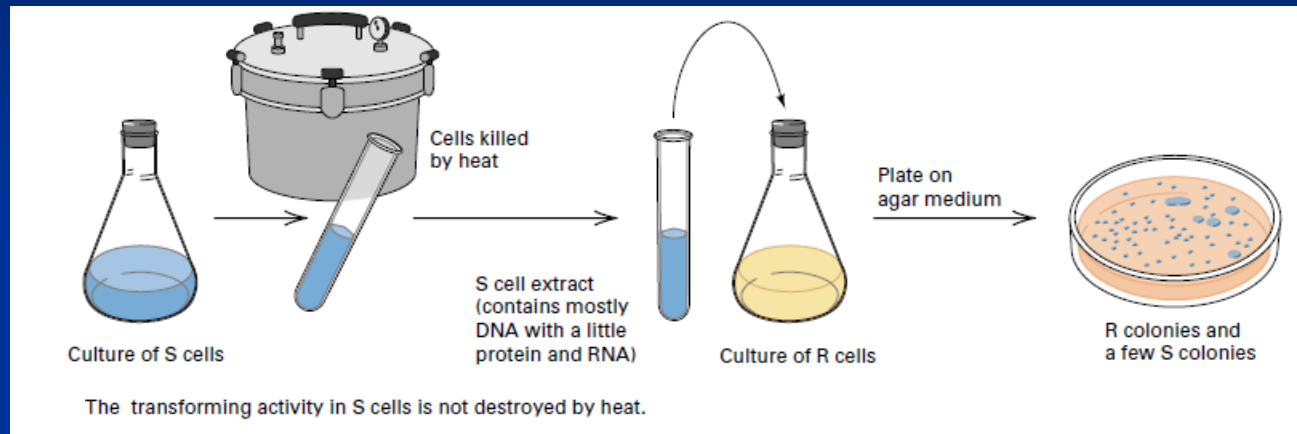 Cells killed
by heat
Plate on
agar medium
S cell extract
(contains mostly
DNA with a little
protein and RNA)
Culture of S cells
Culture of R cells
R colonies and
a few S colonies
The transforming activity in S cells is not destroyed by heat.